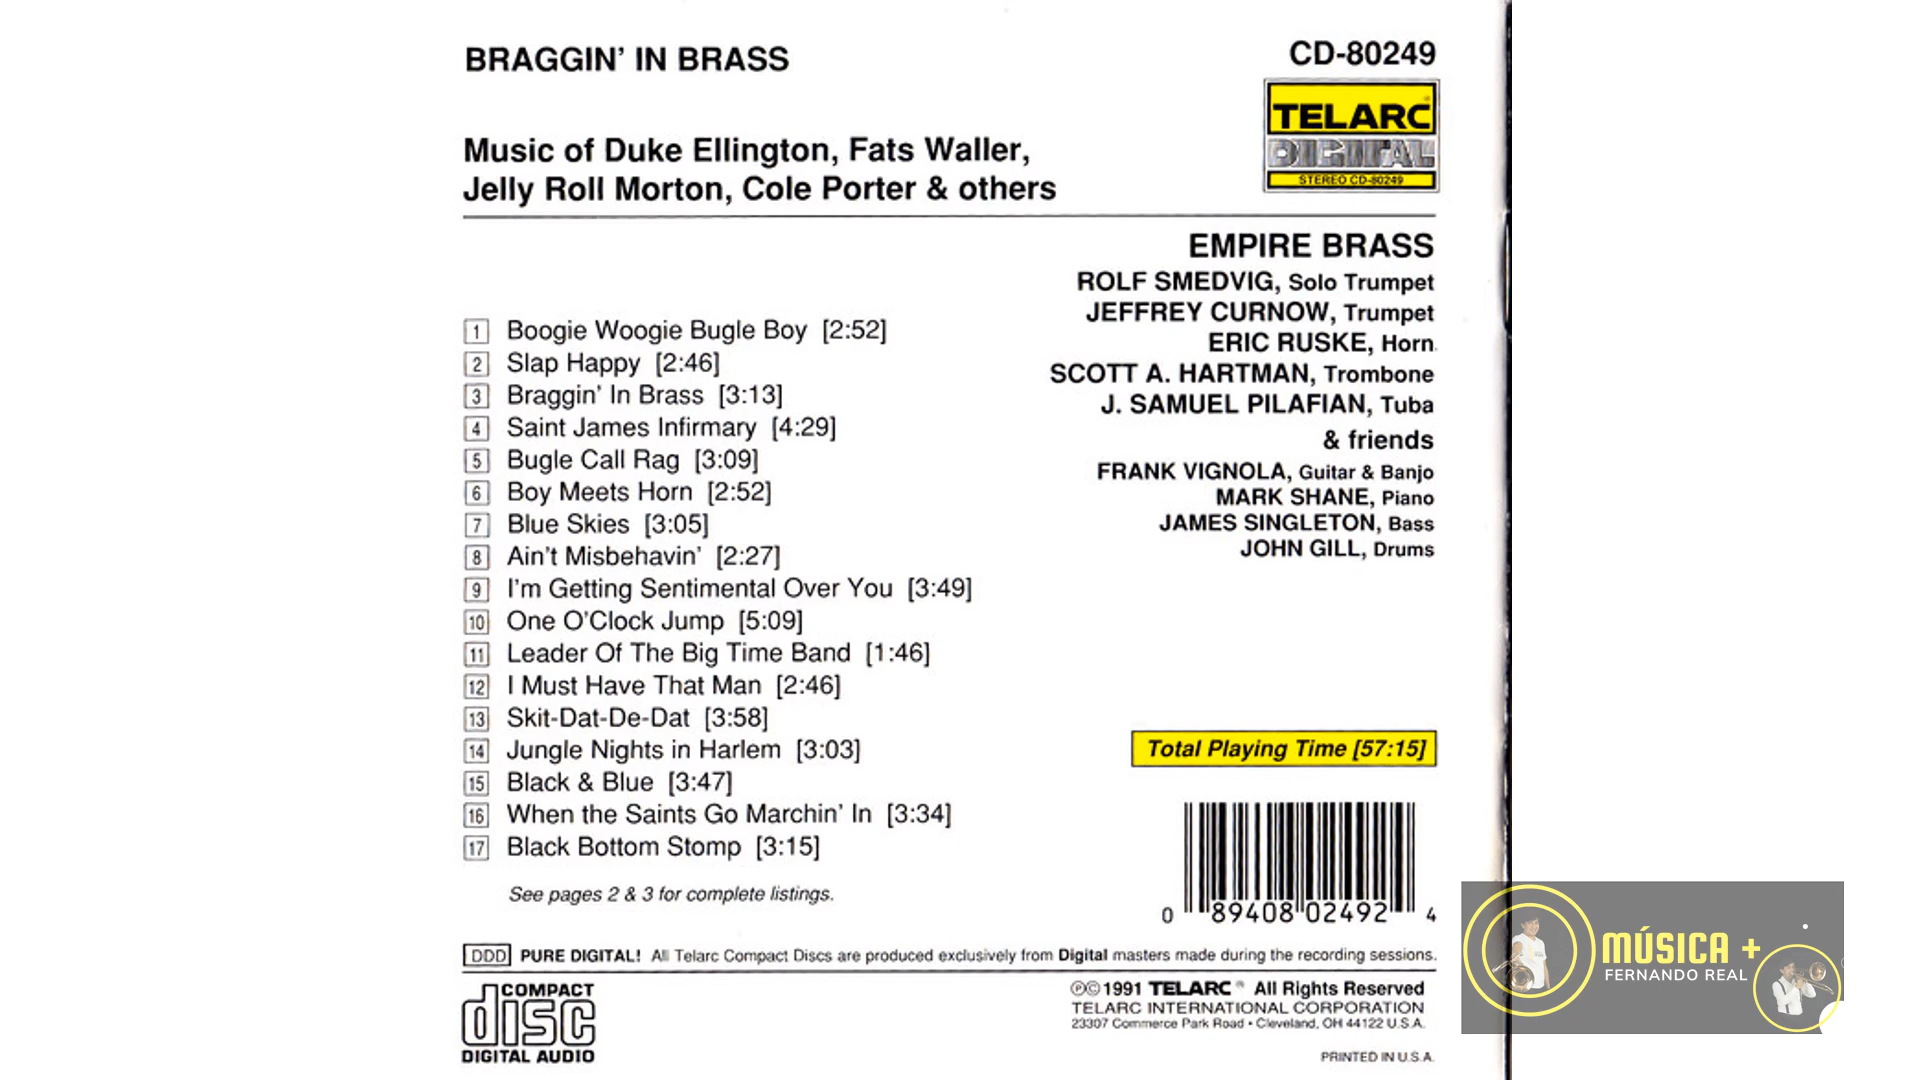 BRAGGIN' IN BRASS
CD-80249
TELARC
DIGITAL
STEREO CD-80249
Music of Duke Ellington, Fats Waller,
Jelly Roll Morton, Cole Porter & others
EMPIRE BRASS
ROLF SMEDVIG, Solo Trumpet
JEFFREY CURNOW, Trumpet
ERIC RUSKE, Horn
SCOTT A. HARTMAN, Trombone
J. SAMUEL PILAFIAN, Tuba
& friends
FRANK VIGNOLA, Guitar & Banjo
MARK SHANE, Piano
JAMES SINGLETON, Bass
JOHN GILL, Drums
1 Boogie Woogie Bugle Boy [2:52]
2 Slap Happy [2:46]
3 Braggin' In Brass [3:13]
4 Saint James Infirmary [4:29]
5 Bugle Call Rag [3:09]
6 Boy Meets Horn [2:52]
7 Blue Skies [3:05]
8 Ain't Misbehavin' [2:27]
9 I'm Getting Sentimental Over You [3:49]
10 One O'Clock Jump [5:09]
11 Leader Of The Big Time Band [1:46]
12 I Must Have That Man [2:46]
13 Skit-Dat-De-Dat [3:58]
14 Jungle Nights in Harlem [3:03]
15 Black & Blue [3:47]
16 When the Saints Go Marchin' In [3:34]
17 Black Bottom Stomp [3:15]
See pages 2 & 3 for complete listings.
Total Playing Time [57:15]
0 89408 02492 4
DDD PURE DIGITAL! All Telarc Compact Discs are produced exclusively from Digital masters made during the recording sessions.
COMPACT
disc
DIGITAL AUDIO
℗© 1991 TELARC® All Rights Reserved
TELARC INTERNATIONAL CORPORATION
23307 Commerce Park Road • Cleveland, OH 44122 U.S.A.
PRINTED IN U.S.A.
MÚSICA +
FERNANDO REAL